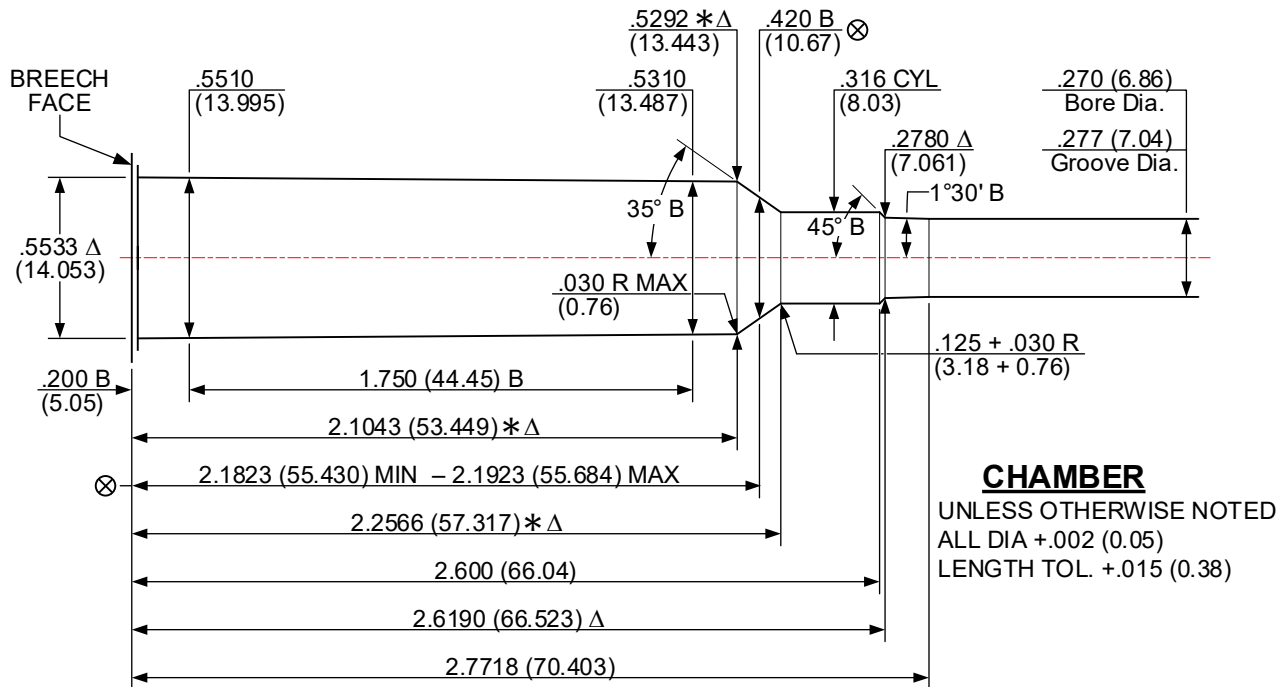 .5292 ∗Δ
(13.443)
.420 B ⊗
(10.67)
BREECH
FACE
.5510
(13.995)
.5310
(13.487)
.316 CYL
(8.03)
.270 (6.86)
Bore Dia.
.2780 Δ
(7.061)
.277 (7.04)
Groove Dia.
1°30' B
35° B
45° B
.5533 Δ
(14.053)
.030 R MAX
(0.76)
.125 + .030 R
(3.18 + 0.76)
.200 B
(5.05)
1.750 (44.45) B
2.1043 (53.449) ∗ Δ
⊗ 2.1823 (55.430) MIN – 2.1923 (55.684) MAX
2.2566 (57.317) ∗ Δ
2.600 (66.04)
2.6190 (66.523) Δ
2.7718 (70.403)
CHAMBER
UNLESS OTHERWISE NOTED
ALL DIA +.002 (0.05)
LENGTH TOL. +.015 (0.38)